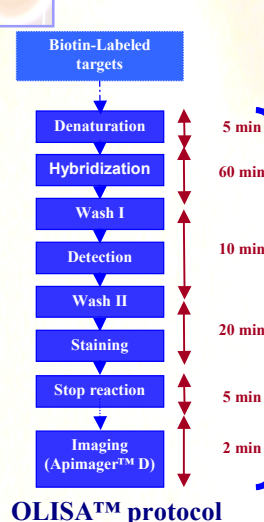 Biotin-Labeled
targets
Denaturation
5 min
Hybridization
60 min
Wash I
Detection
10 min
Wash II
Staining
20 min
Stop reaction
5 min
Imaging
(Apimager™ D)
2 min
OLISA™ protocol